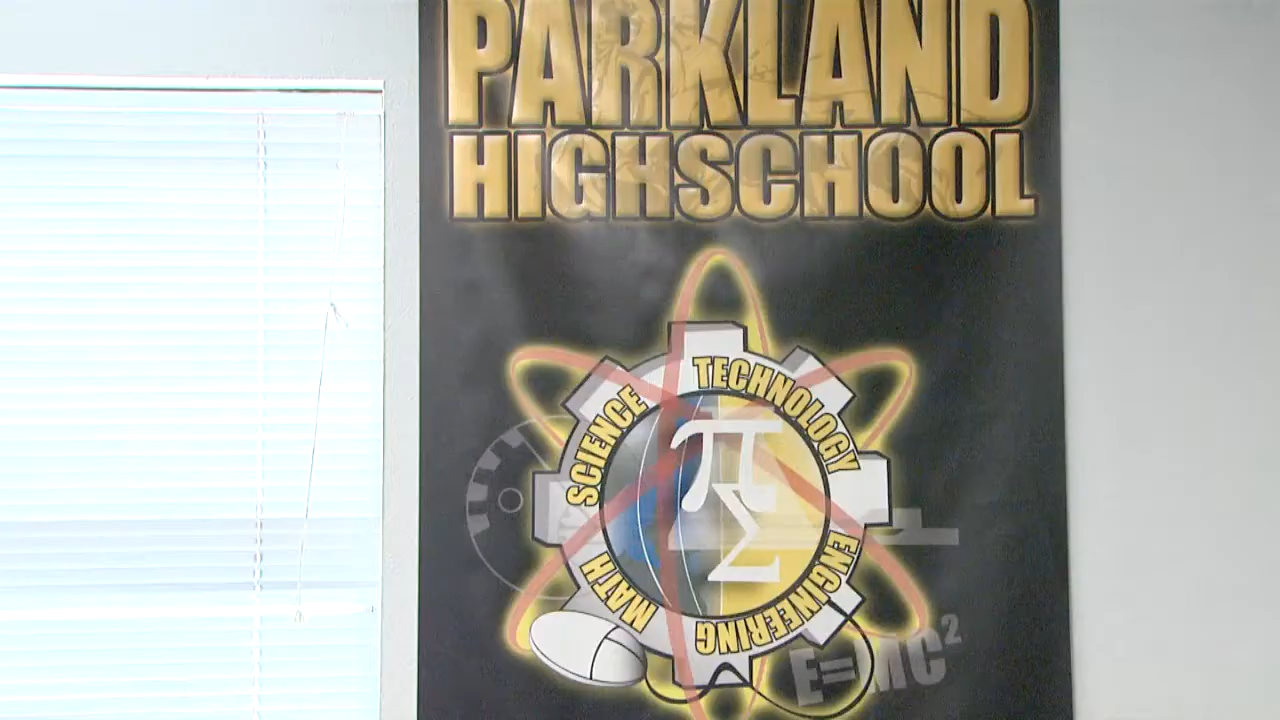 PARKLAND
HIGHSCHOOL
SCIENCE
TECHNOLOGY
ENGINEERING
MATH
π
Σ
E=MC²